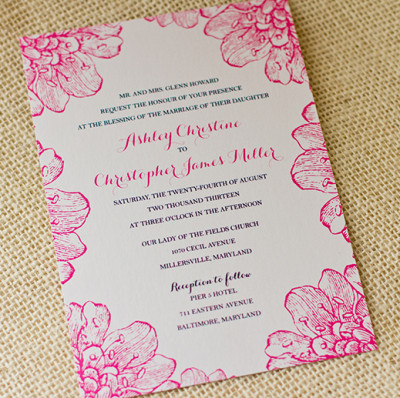 MR. AND MRS. GLENN HOWARD
REQUEST THE HONOUR OF YOUR PRESENCE
AT THE BLESSING OF THE MARRIAGE OF THEIR DAUGHTER
Ashley Christine
TO
Christopher James Miller
SATURDAY, THE TWENTY-FOURTH OF AUGUST
TWO THOUSAND THIRTEEN
AT THREE O'CLOCK IN THE AFTERNOON
OUR LADY OF THE FIELDS CHURCH
1070 CECIL AVENUE
MILLERSVILLE, MARYLAND
Reception to follow
PIER 5 HOTEL
711 EASTERN AVENUE
BALTIMORE, MARYLAND